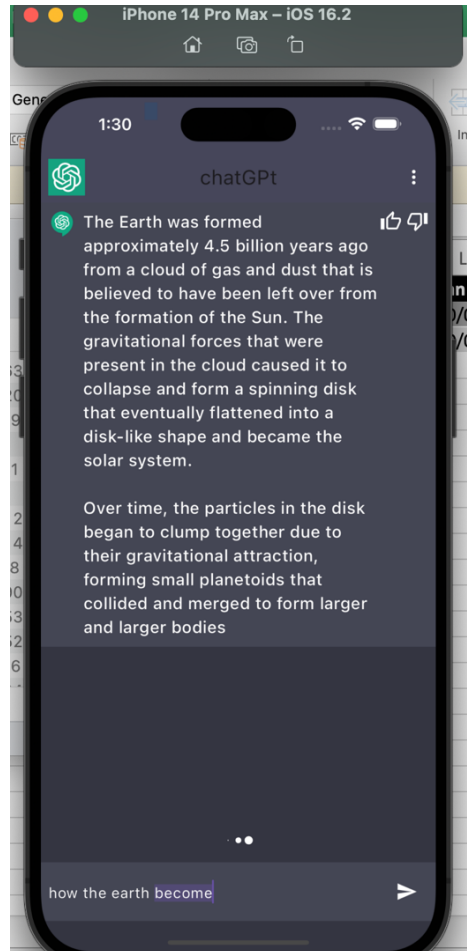 iPhone 14 Pro Max – iOS 16.2
Gene
1:30
In
chatGPt
The Earth was formed
approximately 4.5 billion years ago
from a cloud of gas and dust that is
believed to have been left over from
the formation of the Sun. The
gravitational forces that were
present in the cloud caused it to
collapse and form a spinning disk
that eventually flattened into a
disk-like shape and became the
solar system.
Over time, the particles in the disk
began to clump together due to
their gravitational attraction,
forming small planetoids that
collided and merged to form larger
and larger bodies
how the earth become